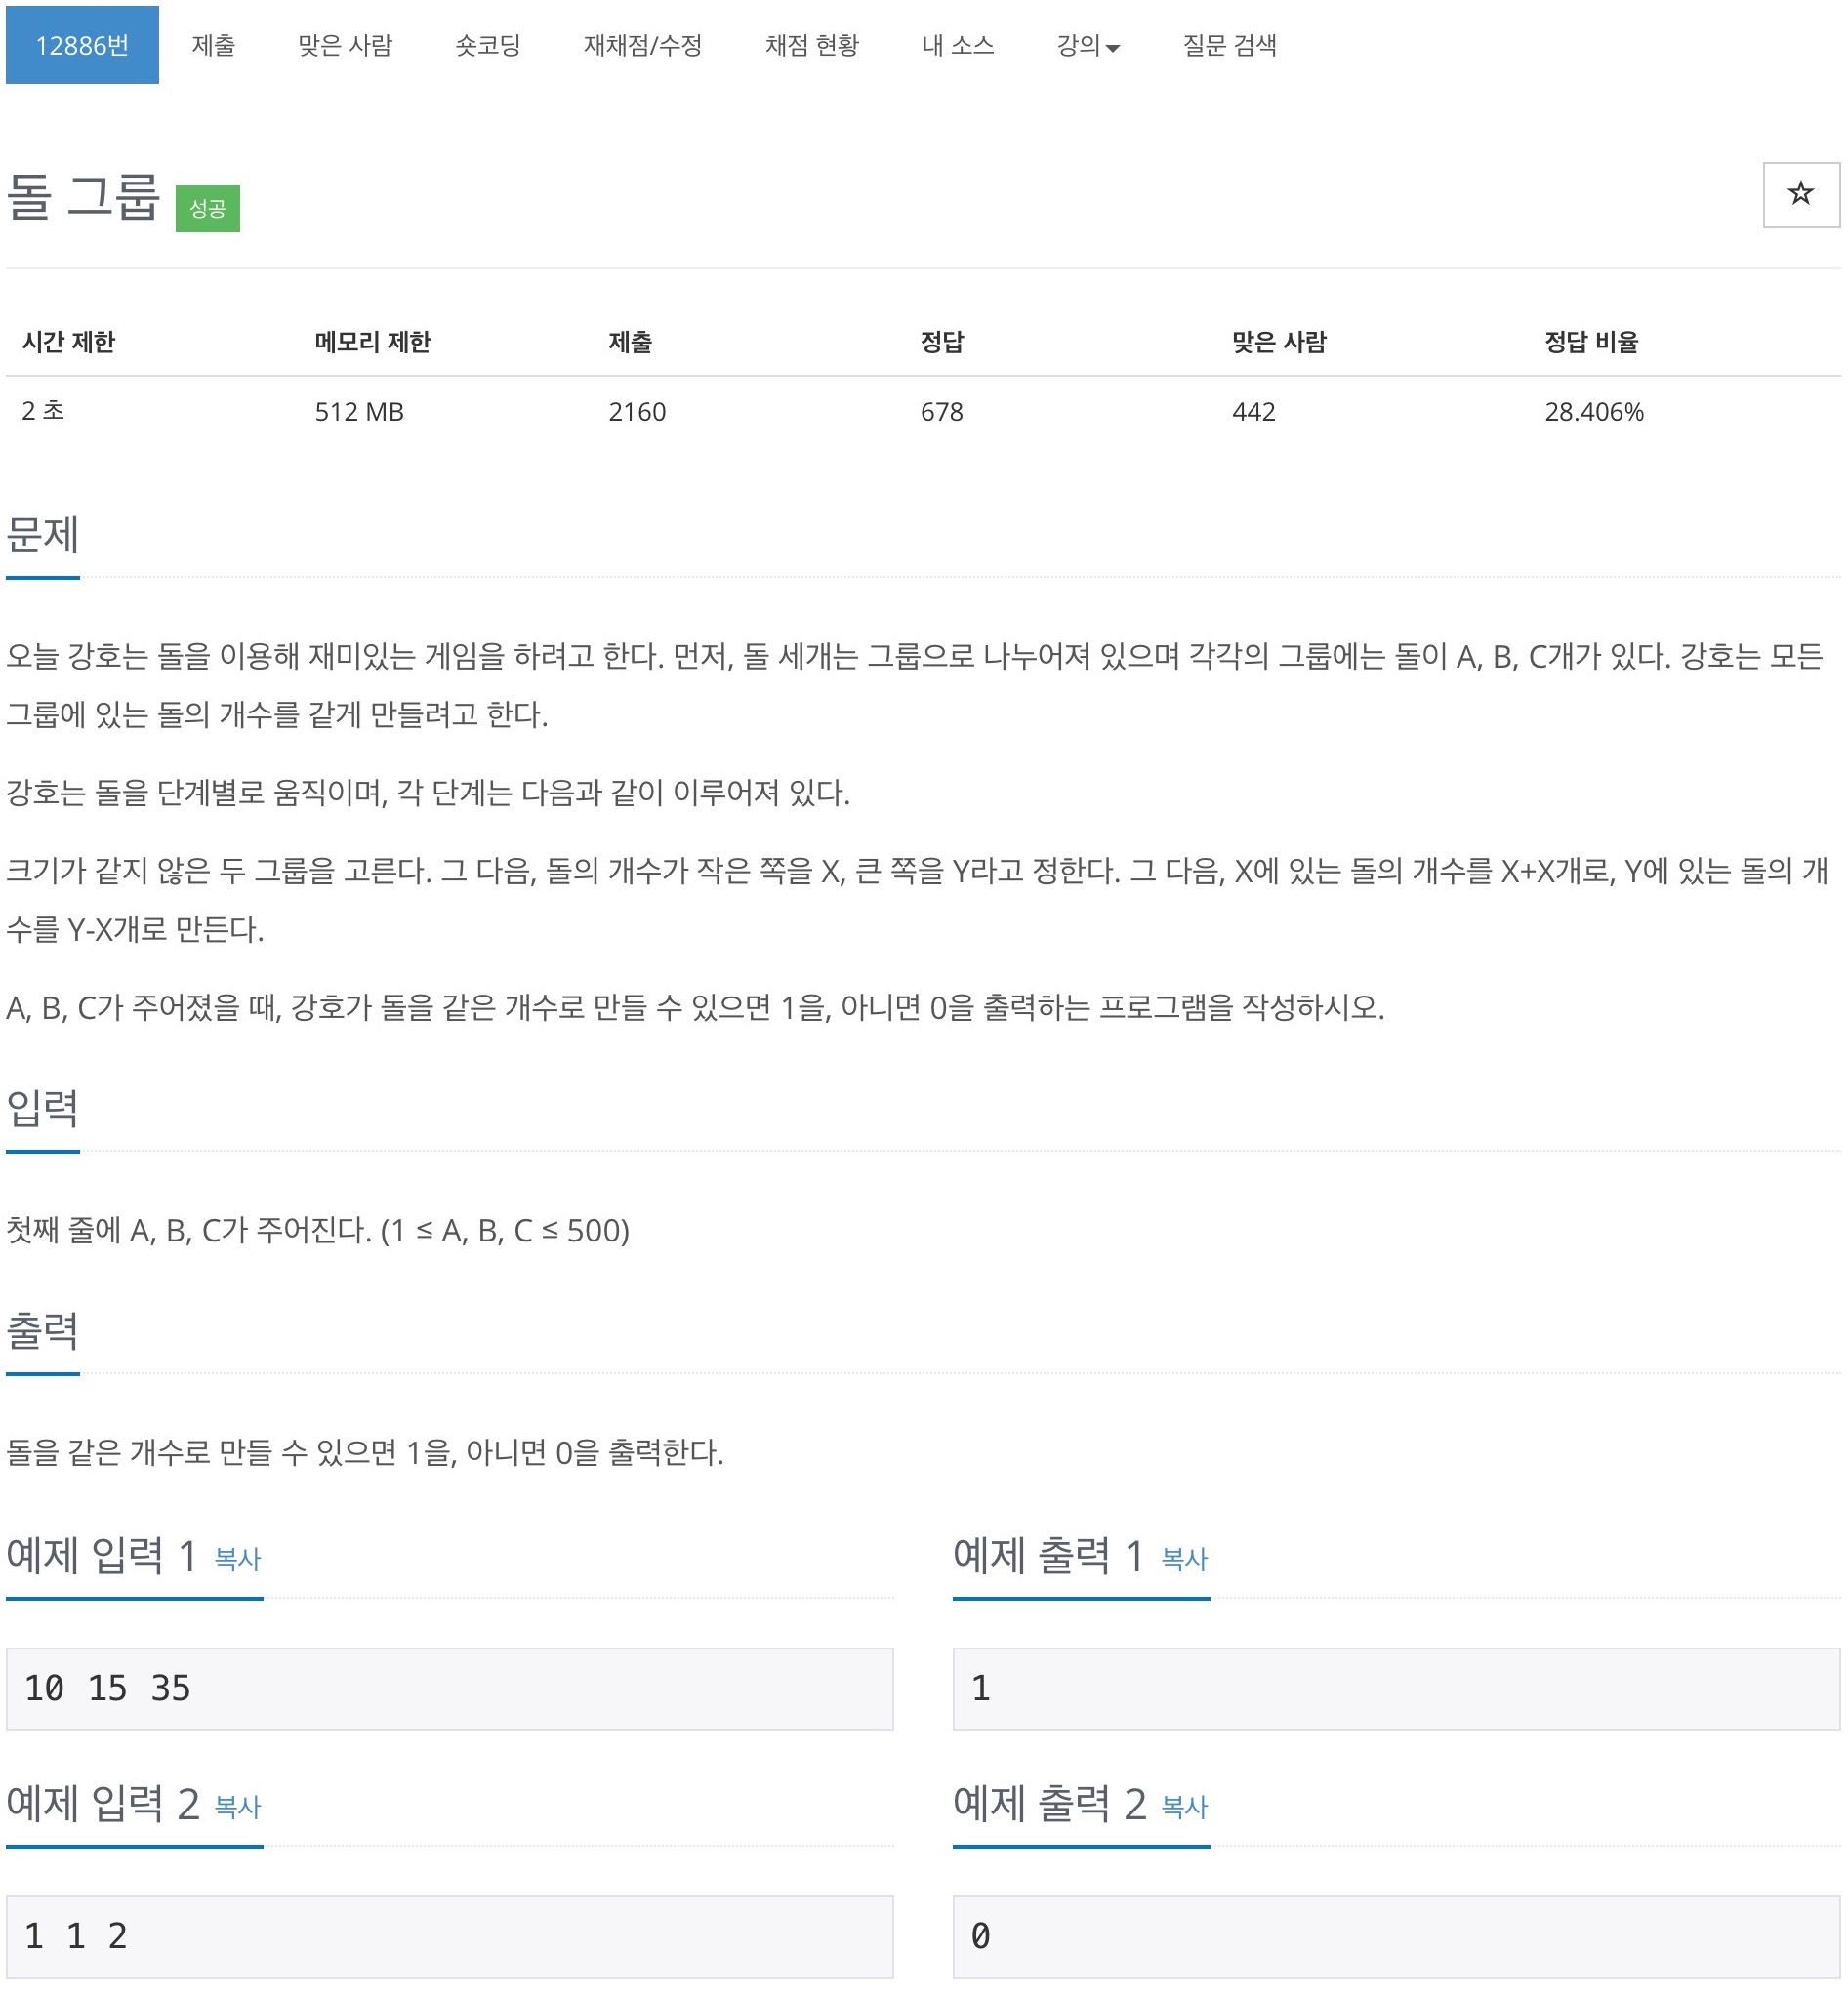 12886번 제출 맞은 사람 숏코딩 재채점/수정 채점 현황 내 소스 강의 질문 검색
돌 그룹 성공
시간 제한 메모리 제한 제출 정답 맞은 사람 정답 비율
2 초 512 MB 2160 678 442 28.406%
문제
오늘 강호는 돌을 이용해 재미있는 게임을 하려고 한다. 먼저, 돌 세개는 그룹으로 나누어져 있으며 각각의 그룹에는 돌이 A, B, C개가 있다. 강호는 모든
그룹에 있는 돌의 개수를 같게 만들려고 한다.
강호는 돌을 단계별로 움직이며, 각 단계는 다음과 같이 이루어져 있다.
크기가 같지 않은 두 그룹을 고른다. 그 다음, 돌의 개수가 작은 쪽을 X, 큰 쪽을 Y라고 정한다. 그 다음, X에 있는 돌의 개수를 X+X개로, Y에 있는 돌의 개
수를 Y-X개로 만든다.
A, B, C가 주어졌을 때, 강호가 돌을 같은 개수로 만들 수 있으면 1을, 아니면 0을 출력하는 프로그램을 작성하시오.
입력
첫째 줄에 A, B, C가 주어진다. (1 ≤ A, B, C ≤ 500)
출력
돌을 같은 개수로 만들 수 있으면 1을, 아니면 0을 출력한다.
예제 입력 1 복사
10 15 35
예제 출력 1 복사
1
예제 입력 2 복사
1 1 2
예제 출력 2 복사
0